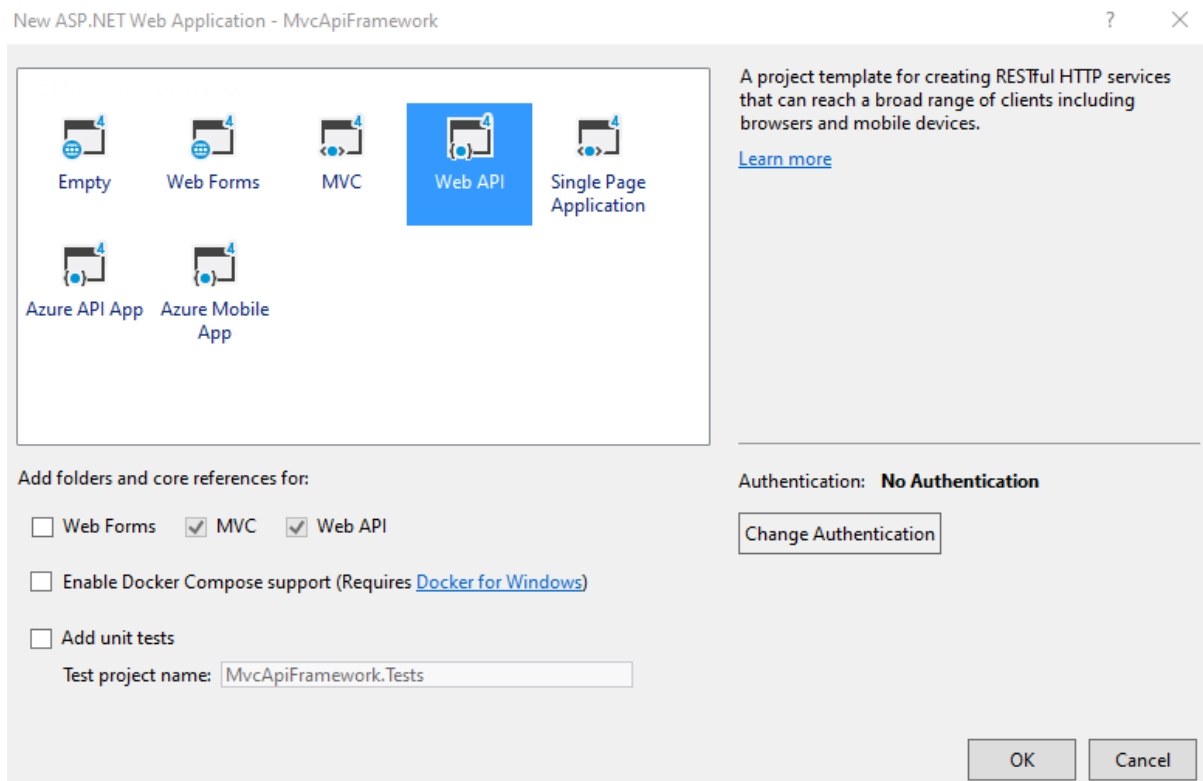 New ASP.NET Web Application - MvcApiFramework
?
4
4
4
4
4
Empty
Web Forms
MVC
Web API
Single Page
Application
4
4
Azure API App
Azure Mobile
App
A project template for creating RESTful HTTP services
that can reach a broad range of clients including
browsers and mobile devices.
Learn more
Add folders and core references for:
Web Forms
MVC
Web API
Enable Docker Compose support (Requires Docker for Windows)
Add unit tests
Test project name:
MvcApiFramework.Tests
Authentication: No Authentication
Change Authentication
OK
Cancel